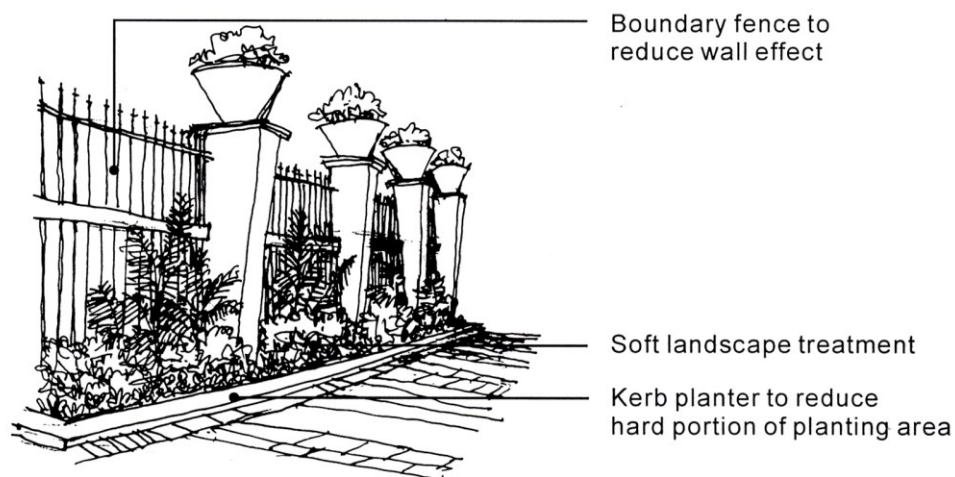 Boundary fence to
reduce wall effect
Soft landscape treatment
Kerb planter to reduce
hard portion of planting area